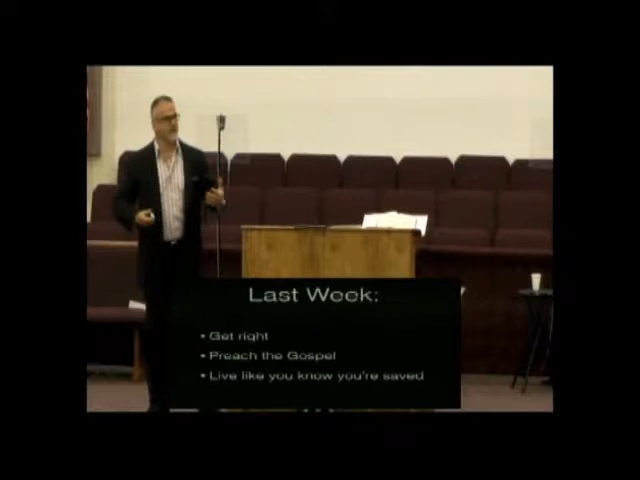 Last Week:
• Get right
• Preach the Gospel
• Live like you know you're saved